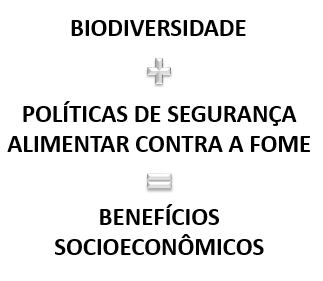 BIODIVERSIDADE
+
POLÍTICAS DE SEGURANÇA
ALIMENTAR CONTRA A FOME
=
BENEFÍCIOS
SOCIOECONÔMICOS